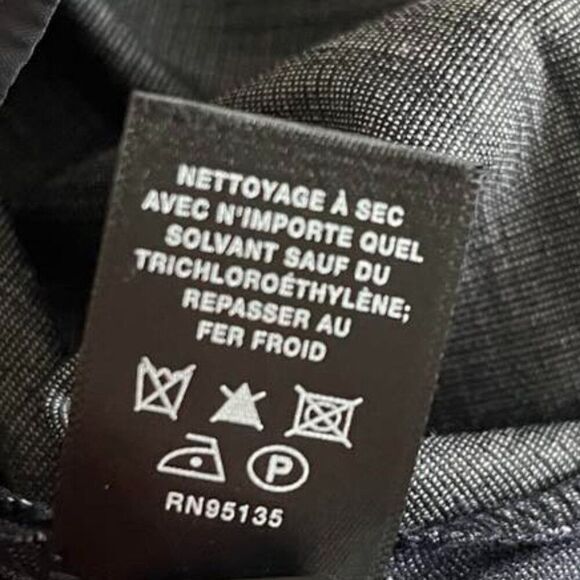 NETTOYAGE À SEC
AVEC N'IMPORTE QUEL
SOLVANT SAUF DU
TRICHLOROÉTHYLÈNE;
REPASSER AU
FER FROID
P
RN95135